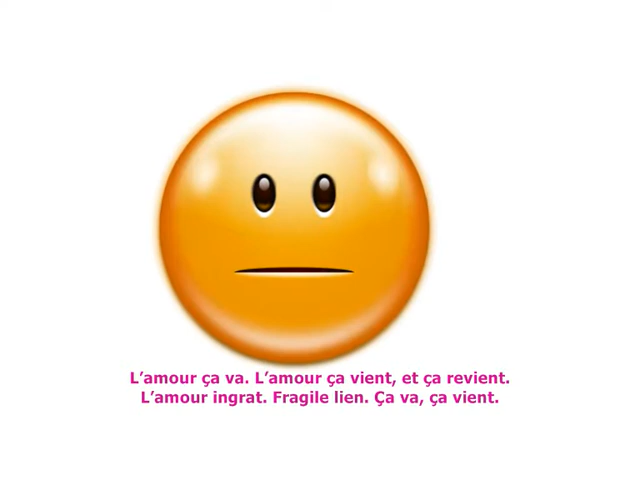 L’amour ça va. L’amour ça vient, et ça revient.
L’amour ingrat. Fragile lien. Ça va, ça vient.